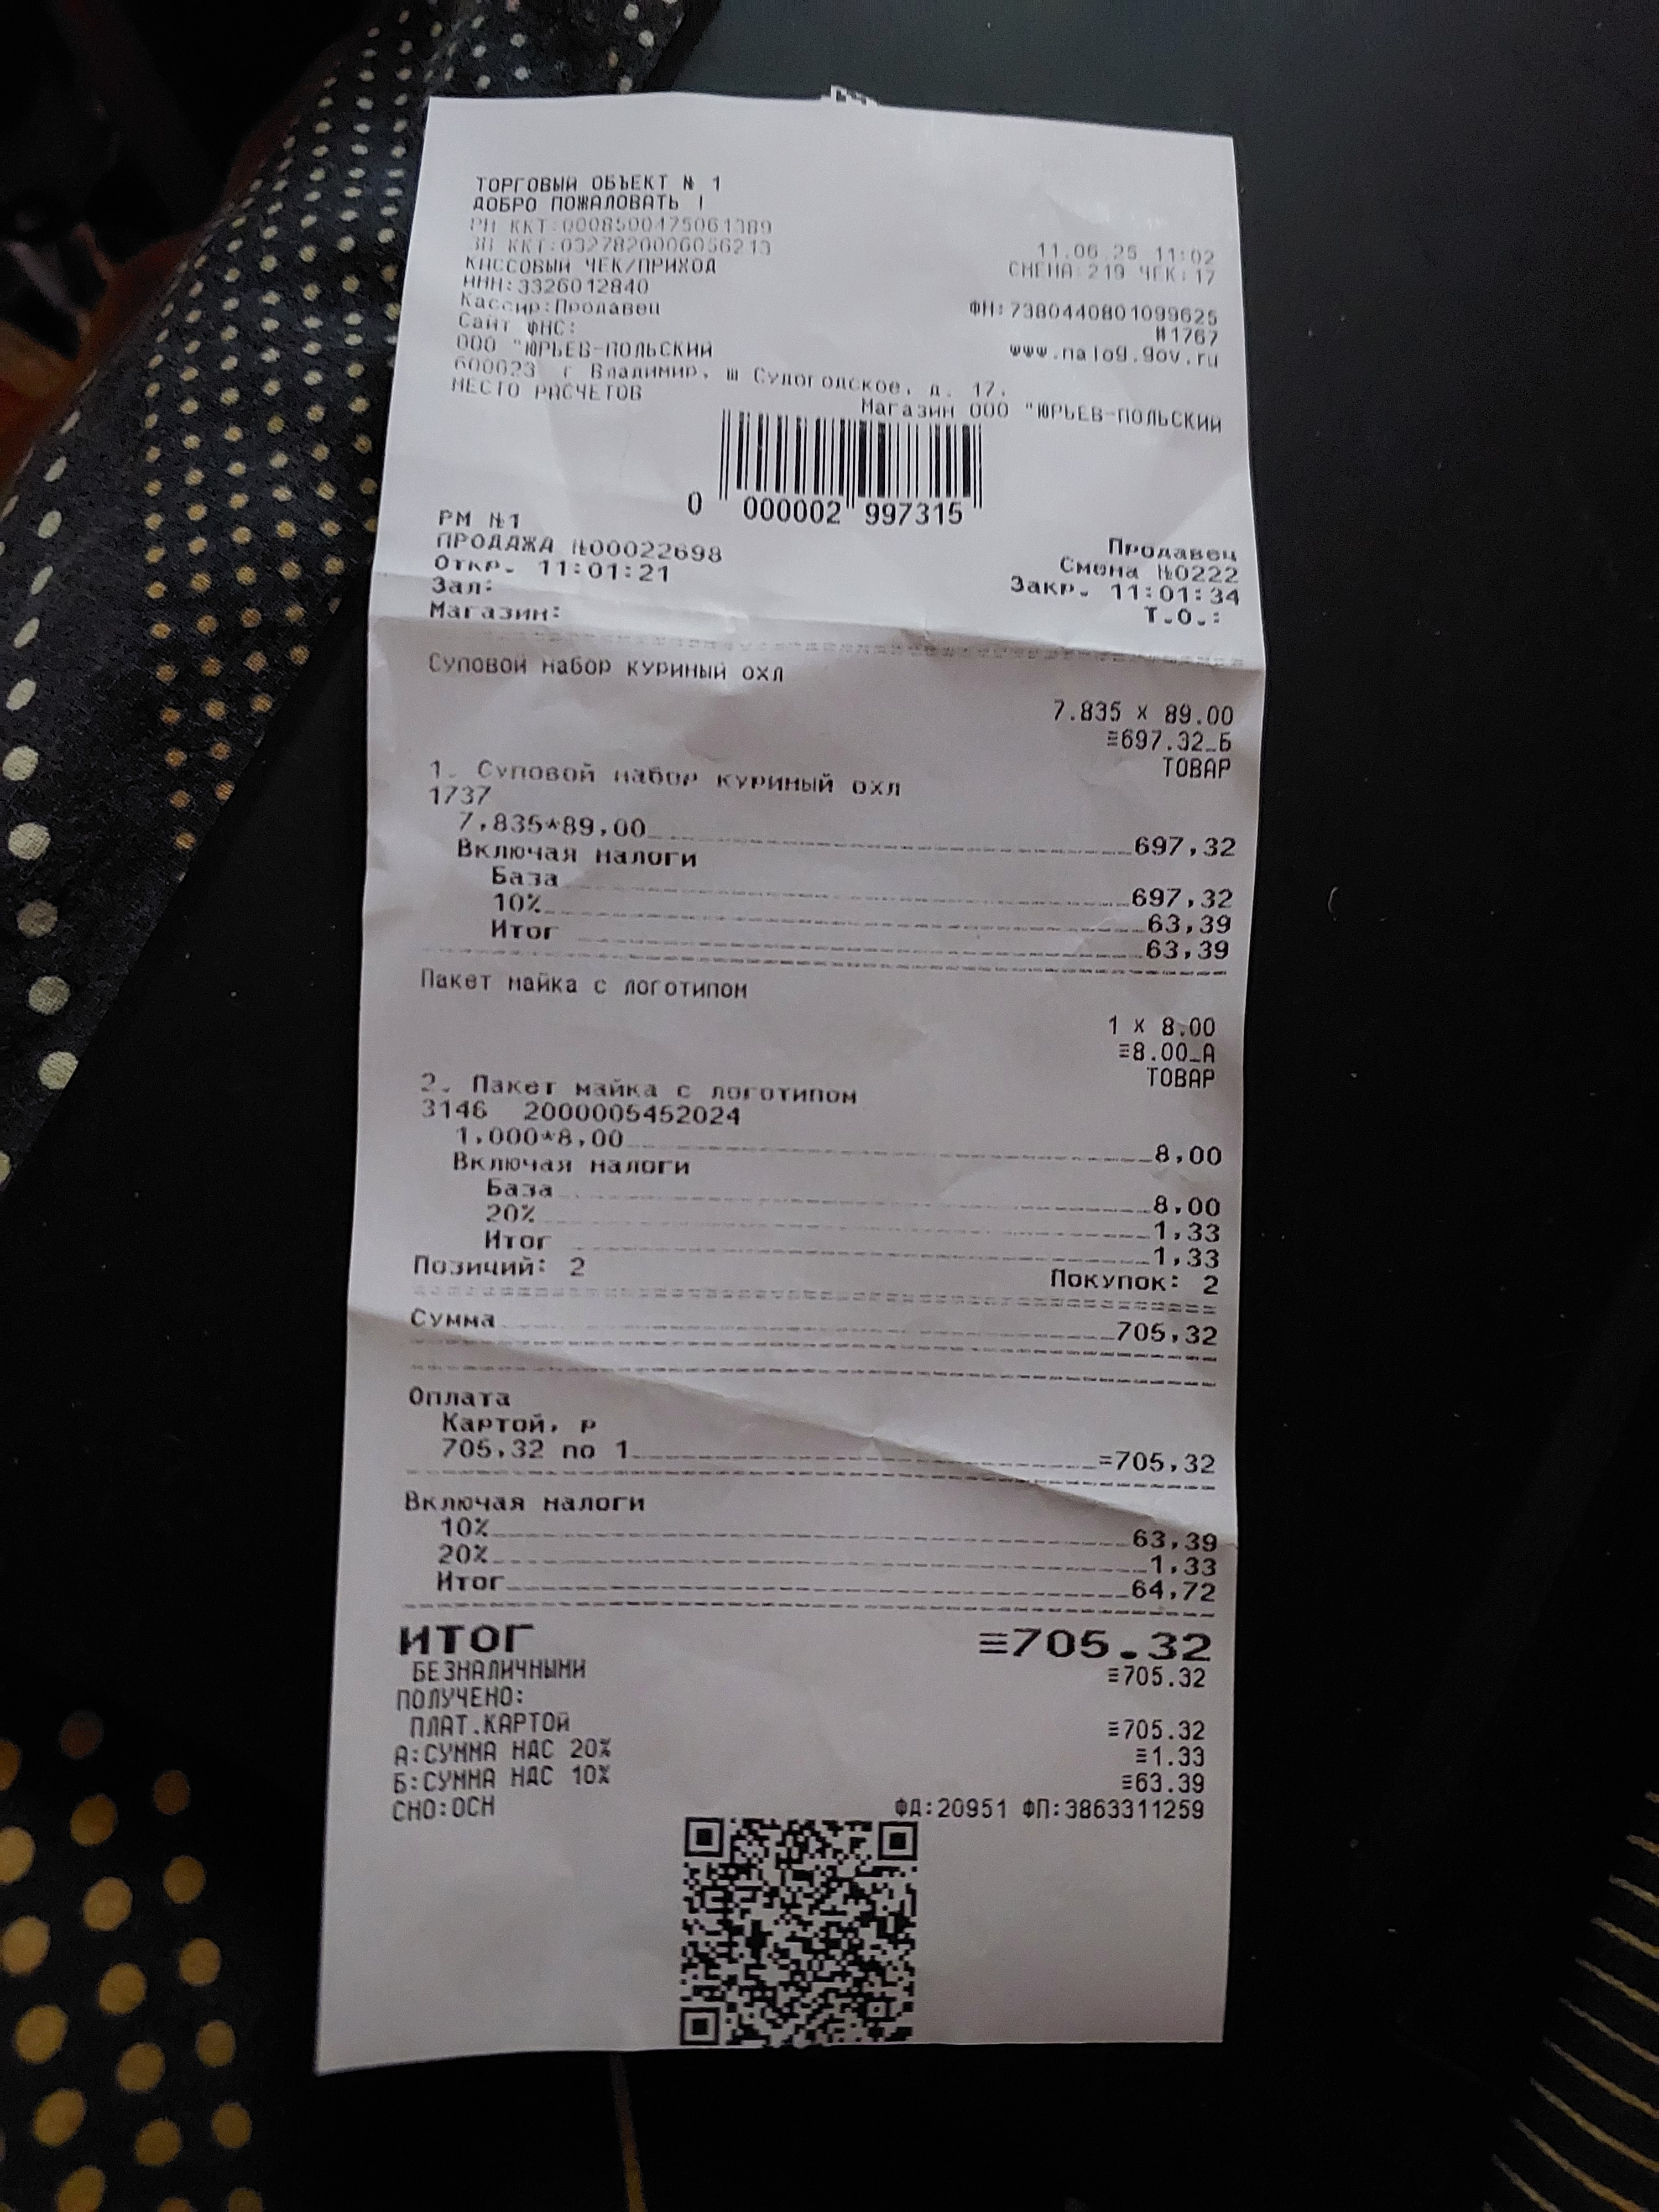 ТОРГОВЫЙ ОБЪЕКТ № 1
ДОБРО ПОЖАЛОВАТЬ !
РН ККТ:0008500475061389
ЗН ККТ:0327820006056213 11.06.25 11:02
КАССОВЫЙ ЧЕК/ПРИХОД СМЕНА:219 ЧЕК:17
ИНН:3326012840
Кассир:Продавец ФН:7380440801099625
Сайт ФНС: #1767
ООО "ЮРЬЕВ-ПОЛЬСКИЙ www.nalog.gov.ru
600023 г Владимир, ш Судогодское, д. 17,
МЕСТО РАСЧЕТОВ Магазин ООО "ЮРЬЕВ-ПОЛЬСКИЙ
0 000002 997315
РМ №1 Продавец
ПРОДАЖА №00022698 Смена №0222
Откр. 11:01:21 Закр. 11:01:34
Зал: Т.О.:
Магазин:
Суповой набор куриный охл
7.835 X 89.00
≡697.32_Б
ТОВАР
1. Суповой набор куриный охл
1737
7,835*89,00 697,32
Включая налоги
База 697,32
10% 63,39
Итог 63,39
Пакет майка с логотипом
1 X 8.00
≡8.00_А
ТОВАР
2. Пакет майка с логотипом
3146 2000005452024
1,000*8,00 8,00
Включая налоги
База 8,00
20% 1,33
Итог 1,33
Позиций: 2 Покупок: 2
Сумма 705,32
Оплата
Картой, р
705,32 по 1 =705,32
Включая налоги
10% 63,39
20% 1,33
Итог 64,72
ИТОГ ≡705.32
БЕЗНАЛИЧНЫМИ ≡705.32
ПОЛУЧЕНО:
ПЛАТ.КАРТОЙ ≡705.32
А:СУММА НДС 20% ≡1.33
Б:СУММА НДС 10% ≡63.39
СНО:ОСН ФД:20951 ФП:3863311259